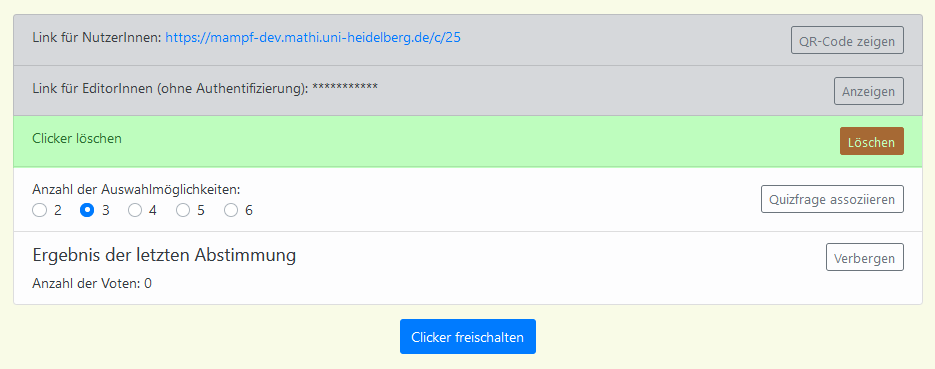 Link für NutzerInnen: https://mampf-dev.mathi.uni-heidelberg.de/c/25 QR-Code zeigen
Link für EditorInnen (ohne Authentifizierung): *********** Anzeigen
Clicker löschen Löschen
Anzahl der Auswahlmöglichkeiten:
2 3 4 5 6 Quizfrage assoziieren
Ergebnis der letzten Abstimmung Verbergen
Anzahl der Voten: 0
Clicker freischalten